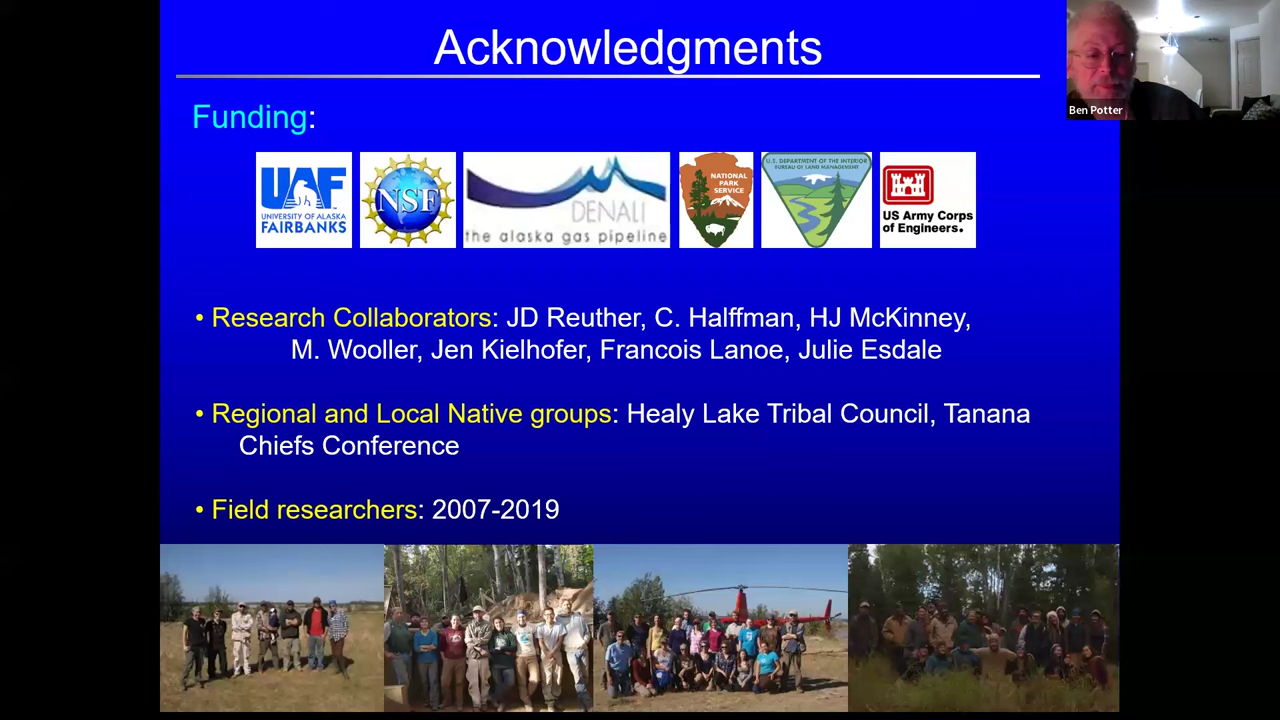 Acknowledgments
Ben Potter
Funding:
UAF
UNIVERSITY OF ALASKA
FAIRBANKS
NSF
DENALI
the alaska gas pipeline
NATIONAL
PARK
SERVICE
U.S. DEPARTMENT OF THE INTERIOR
BUREAU OF LAND MANAGEMENT
US Army Corps
of Engineers.
• Research Collaborators: JD Reuther, C. Halffman, HJ McKinney,
M. Wooller, Jen Kielhofer, Francois Lanoe, Julie Esdale
• Regional and Local Native groups: Healy Lake Tribal Council, Tanana
Chiefs Conference
• Field researchers: 2007-2019